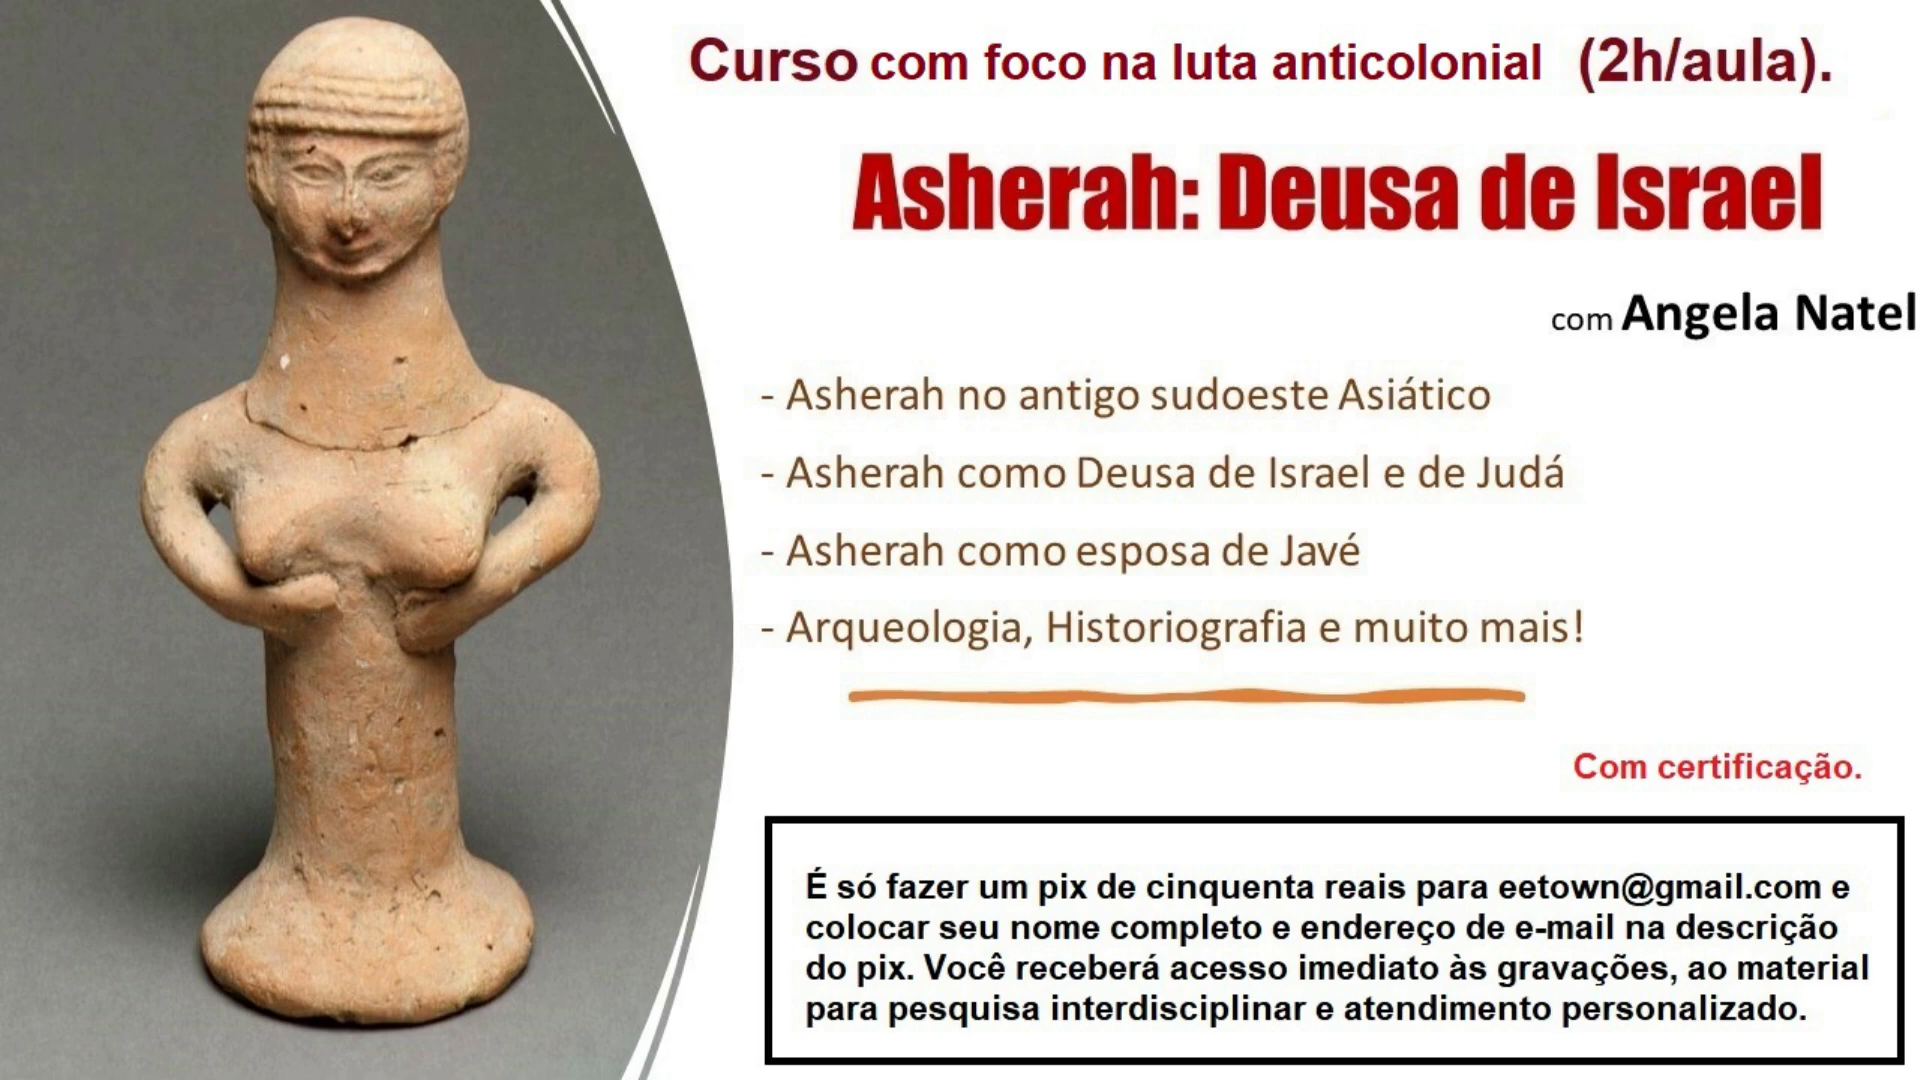 Curso com foco na luta anticolonial (2h/aula).
Asherah: Deusa de Israel
com Angela Natel
- Asherah no antigo sudoeste Asiático
- Asherah como Deusa de Israel e de Judá
- Asherah como esposa de Javé
- Arqueologia, Historiografia e muito mais!
Com certificação.
É só fazer um pix de cinquenta reais para eetown@gmail.com e
colocar seu nome completo e endereço de e-mail na descrição
do pix. Você receberá acesso imediato às gravações, ao material
para pesquisa interdisciplinar e atendimento personalizado.